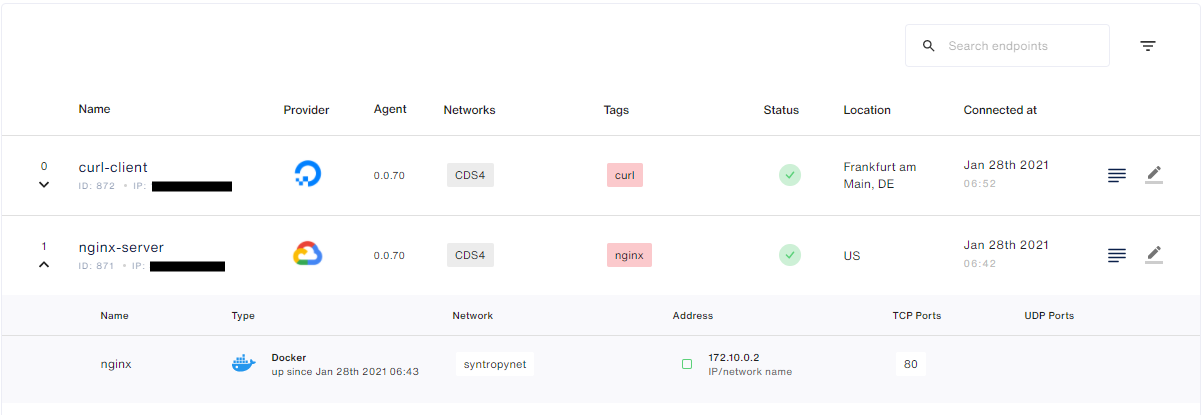 Search endpoints
Name Provider Agent Networks Tags Status Location Connected at
0 curl-client 0.0.70 CDS4 curl Frankfurt am Main, DE Jan 28th 2021
ID: 872 • IP: 06:52
1 nginx-server 0.0.70 CDS4 nginx US Jan 28th 2021
ID: 871 • IP: 06:42
Name Type Network Address TCP Ports UDP Ports
nginx Docker syntropynet 172.10.0.2 80
up since Jan 28th 2021 06:43 IP/network name